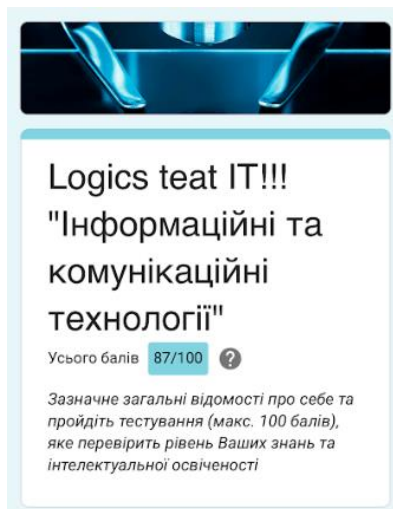 Logics teat IT!!!
"Інформаційні та
комунікаційні
технології"
Усього балів 87/100 ?
Зазначне загальні відомості про себе та
пройдіть тестування (макс. 100 балів),
яке перевірить рівень Ваших знань та
інтелектуальної освіченості